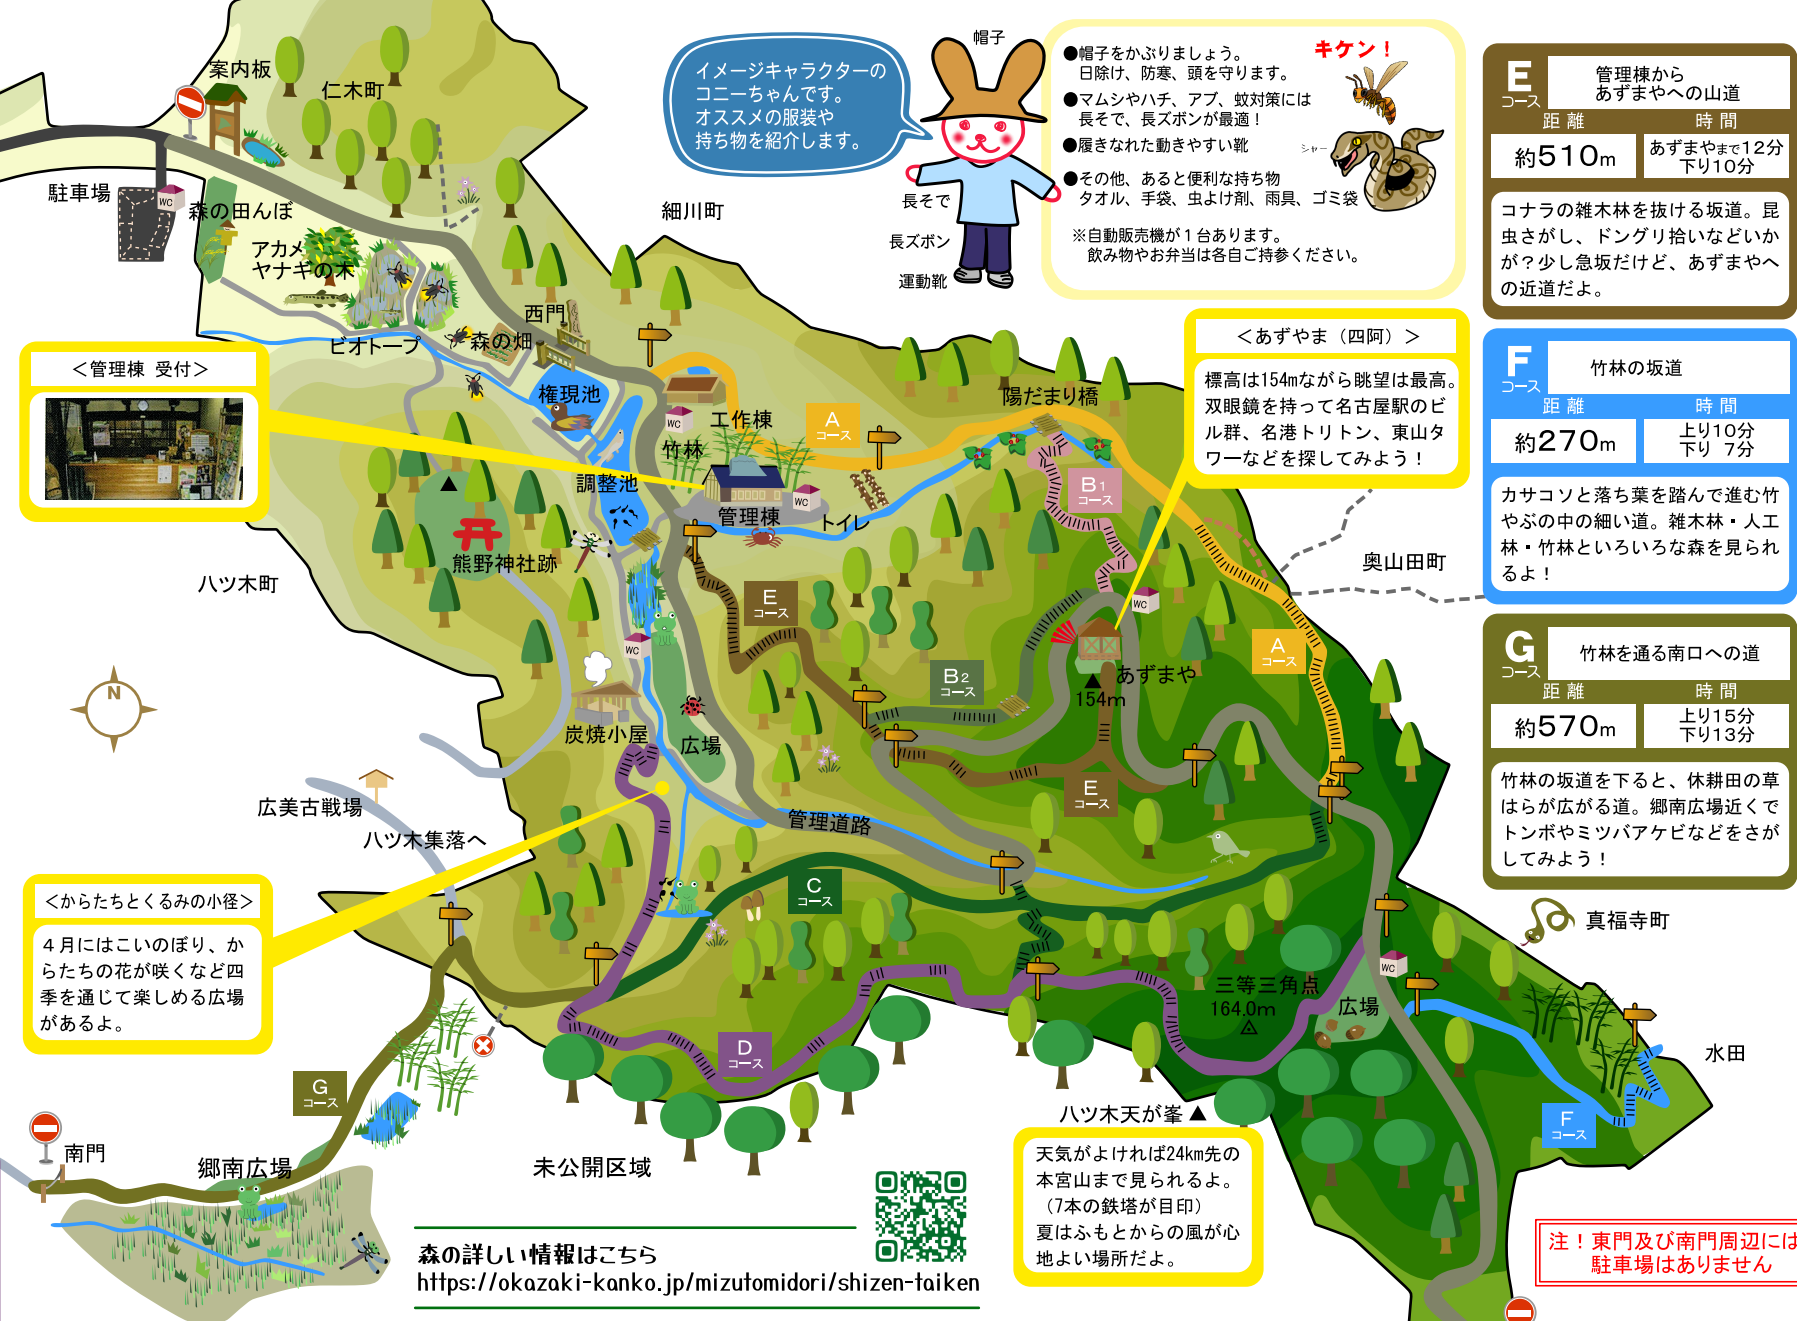 案内板
仁木町
駐車場
WC
森の田んぼ
アカメ
ヤナギの木
ビオトープ
森の畑
西門
細川町
イメージキャラクターの
コニーちゃんです。
オススメの服装や
持ち物を紹介します。
帽子
長そで
長ズボン
運動靴
キケン！
●帽子をかぶりましょう。
日除け、防寒、頭を守ります。
●マムシやハチ、アブ、蚊対策には
長そで、長ズボンが最適！
●履きなれた動きやすい靴
シャー
●その他、あると便利な持ち物
タオル、手袋、虫よけ剤、雨具、ゴミ袋
※自動販売機が１台あります。
飲み物やお弁当は各自ご持参ください。
E
コース
管理棟から
あずまやへの山道
距離
時間
約510m
あずまやまで12分
下り10分
コナラの雑木林を抜ける坂道。昆
虫さがし、ドングリ拾いなどいか
が？少し急坂だけど、あずまやへ
の近道だよ。
F
コース
竹林の坂道
距離
時間
約270m
上り10分
下り 7分
カサコソと落ち葉を踏んで進む竹
やぶの中の細い道。雑木林・人工
林・竹林といろいろな森を見られ
るよ！
G
コース
竹林を通る南口への道
距離
時間
約570m
上り15分
下り13分
竹林の坂道を下ると、休耕田の草
はらが広がる道。郷南広場近くで
トンボやミツバアケビなどをさが
してみよう！
＜管理棟 受付＞
＜あずやま（四阿）＞
標高は154mながら眺望は最高。
双眼鏡を持って名古屋駅のビ
ル群、名港トリトン、東山タ
ワーなどを探してみよう！
権現池
WC
工作棟
竹林
A
コース
陽だまり橋
調整池
管理棟
WC
トイレ
B1
コース
熊野神社跡
八ツ木町
奥山田町
E
コース
WC
WC
A
コース
B2
コース
あずまや
154m
N
炭焼小屋
広場
E
コース
広美古戦場
八ツ木集落へ
管理道路
C
コース
＜からたちとくるみの小径＞
４月にはこいのぼり、か
らたちの花が咲くなど四
季を通じて楽しめる広場
があるよ。
真福寺町
WC
三等三角点
164.0m
広場
D
コース
水田
G
コース
F
コース
八ツ木天が峯▲
天気がよければ24km先の
本宮山まで見られるよ。
（7本の鉄塔が目印）
夏はふもとからの風が心
地よい場所だよ。
南門
郷南広場
未公開区域
森の詳しい情報はこちら
https://okazaki-kanko.jp/mizutomidori/shizen-taiken
注！東門及び南門周辺には
駐車場はありません